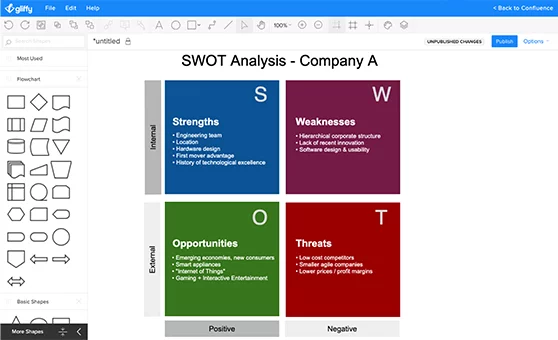 gliffy File Edit Help < Back to Confluence
100%
*untitled UNPUBLISHED CHANGES Publish Options
Most Used
Flowchart
Basic Shapes
More Shapes
SWOT Analysis - Company A
Internal
S
Strengths
• Engineering team
• Location
• Hardware design
• First mover advantage
• History of technological excellence
W
Weaknesses
• Hierarchical corporate structure
• Lack of recent innovation
• Software design & usability
External
O
Opportunities
• Emerging economies, new consumers
• Smart appliances
• "Internet of Things"
• Gaming + Interactive Entertainment
T
Threats
• Low cost competitors
• Smaller agile companies
• Lower prices / profit margins
Positive
Negative